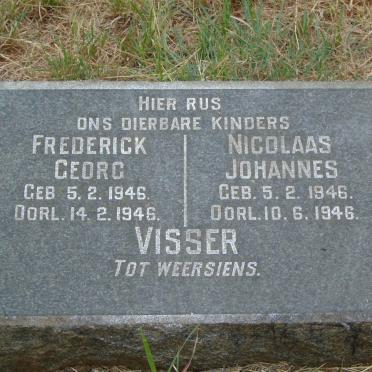 HIER RUS
ONS DIERBARE KINDERS
FREDERICK
GEORG
GEB 5. 2. 1946.
OORL. 14. 2. 1946.
NICOLAAS
JOHANNES
GEB. 5. 2. 1946.
OORL. 10. 6. 1946.
VISSER
TOT WEERSIENS.